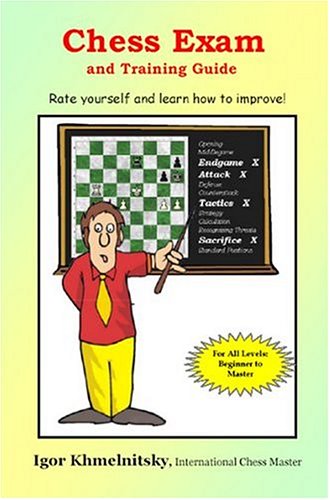 Chess Exam
and Training Guide
Rate yourself and learn how to improve!
Opening
Middlegame
Endgame X
Attack X
Defense
Counterattack
Tactics X
Strategy
Calculation
Recognizing Threats
Sacrifice X
Standard Positions
For All Levels:
Beginner to
Master
Igor Khmelnitsky, International Chess Master